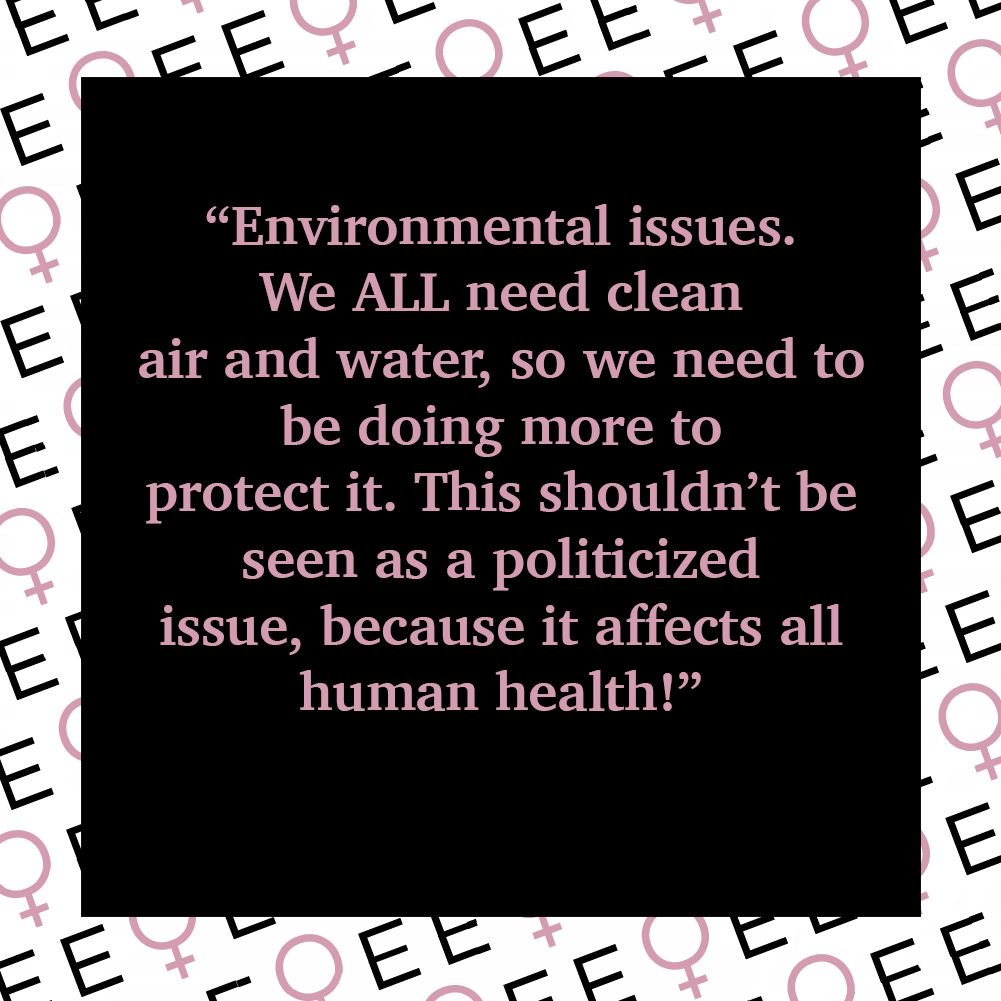 “Environmental issues.
We ALL need clean
air and water, so we need to
be doing more to
protect it. This shouldn’t be
seen as a politicized
issue, because it affects all
human health!”